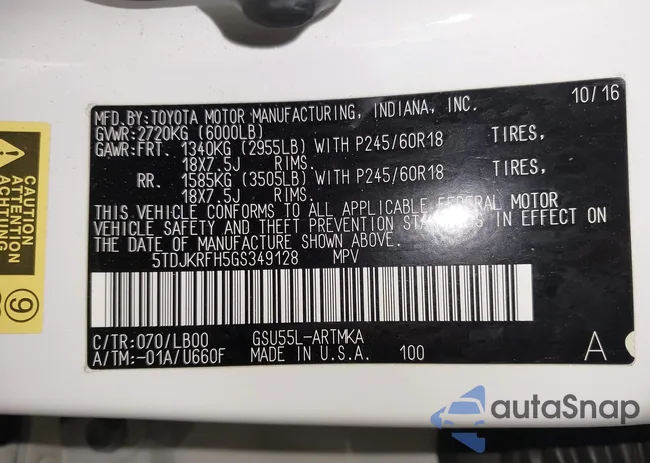 MFD.BY:TOYOTA MOTOR MANUFACTURING, INDIANA, INC. 10/16
GVWR:2720KG (6000LB)
GAWR:FRT. 1340KG (2955LB) WITH P245/60R18 TIRES,
18X7.5J RIMS.
RR. 1585KG (3505LB) WITH P245/60R18 TIRES,
18X7.5J RIMS.
THIS VEHICLE CONFORMS TO ALL APPLICABLE FEDERAL MOTOR
VEHICLE SAFETY AND THEFT PREVENTION STANDARDS IN EFFECT ON
THE DATE OF MANUFACTURE SHOWN ABOVE.
5TDJKRFH5GS349128 MPV
C/TR:070/LB00 GSU55L-ARTMKA
A/TM:-01A/U660F MADE IN U.S.A. 100 A
CAUTION
ATTENTION
ACHTUNG
autoSnap